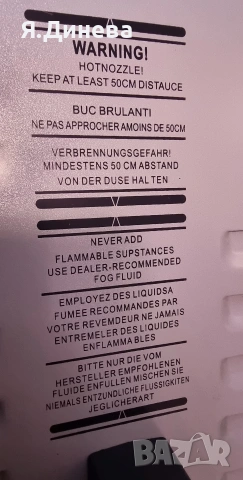 Я.Динева
WARNING!
HOTNOZZLE!
KEEP AT LEAST 50CM DISTAUCE
BUC BRULANTI
NE PAS APPROCHER AMOINS DE 50CM
VERBRENNUNGSGEFAHR!
MINDESTENS 50 CM ABSTAND
VON DER DUSE HAL TEN
NEVER ADD
FLAMMABLE SUPSTANCES
USE DEALER-RECOMMENDED
FOG FLUID
EMPLOYEZ DES LIQUIDSA
FUMEE RECOMMANDES PAR
VOTRE REVEMDEUR NE JAMAIS
ENTREMELER DES LIQUIDES
ENFLAMMA BLES
BITTE NUR DIE VOM
HERSTELLER EMPFOHLENEN
FLUIDE ENFULLEN MISCHEN SIE
NIEMALS ENTZUNDLICHE FLUSSIGKITEN
JEGLICHERART
BAZAR